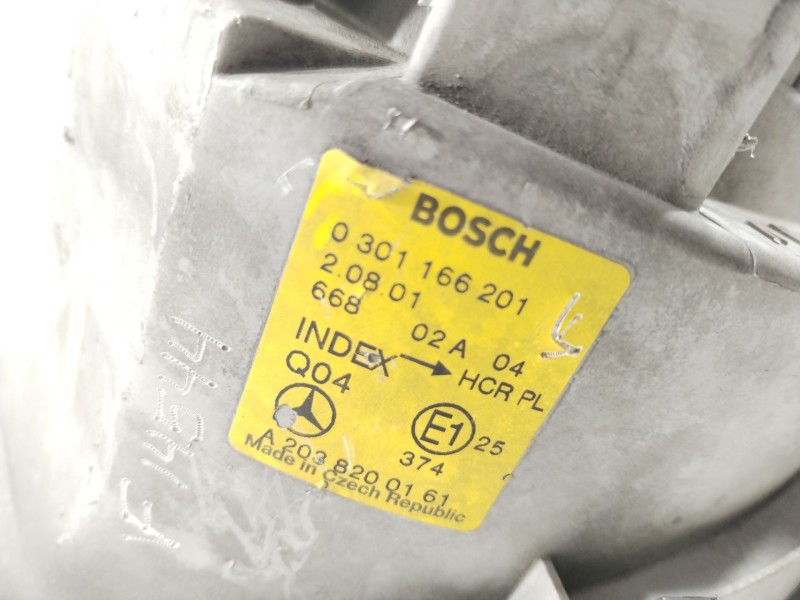 BOSCH
0 301 166 201
2.08.01
668 02 A 04
INDEX → HCR PL
Q04
E1 25
374
A 203 820 01 61
Made in Czech Republic